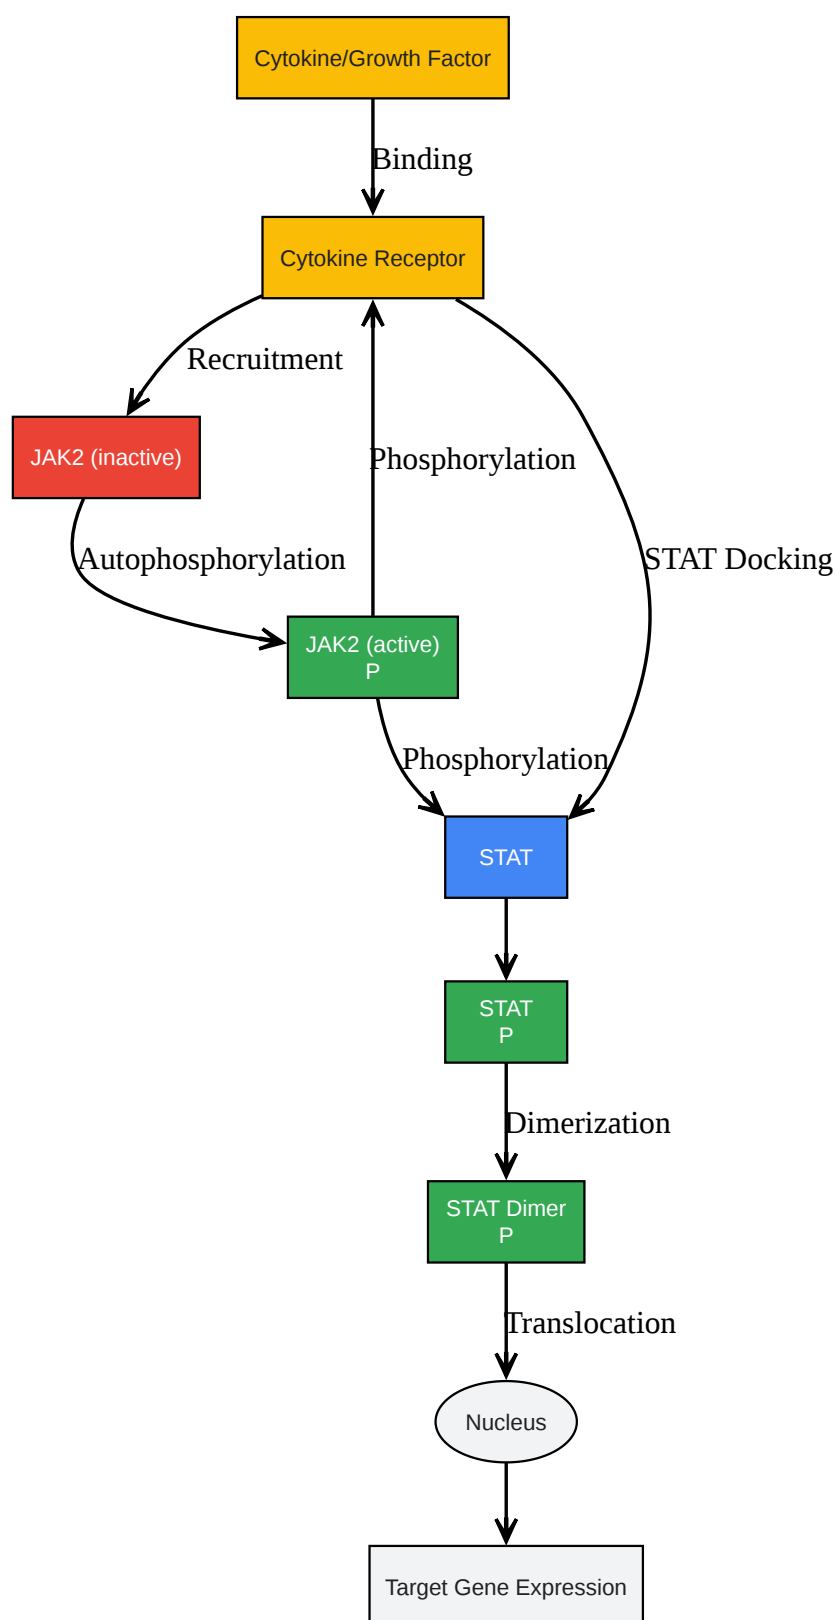 Cytokine/Growth Factor
Binding
Cytokine Receptor
Recruitment
JAK2 (inactive)
Phosphorylation
Autophosphorylation
STAT Docking
JAK2 (active)
P
Phosphorylation
STAT
STAT
P
Dimerization
STAT Dimer
P
Translocation
Nucleus
Target Gene Expression